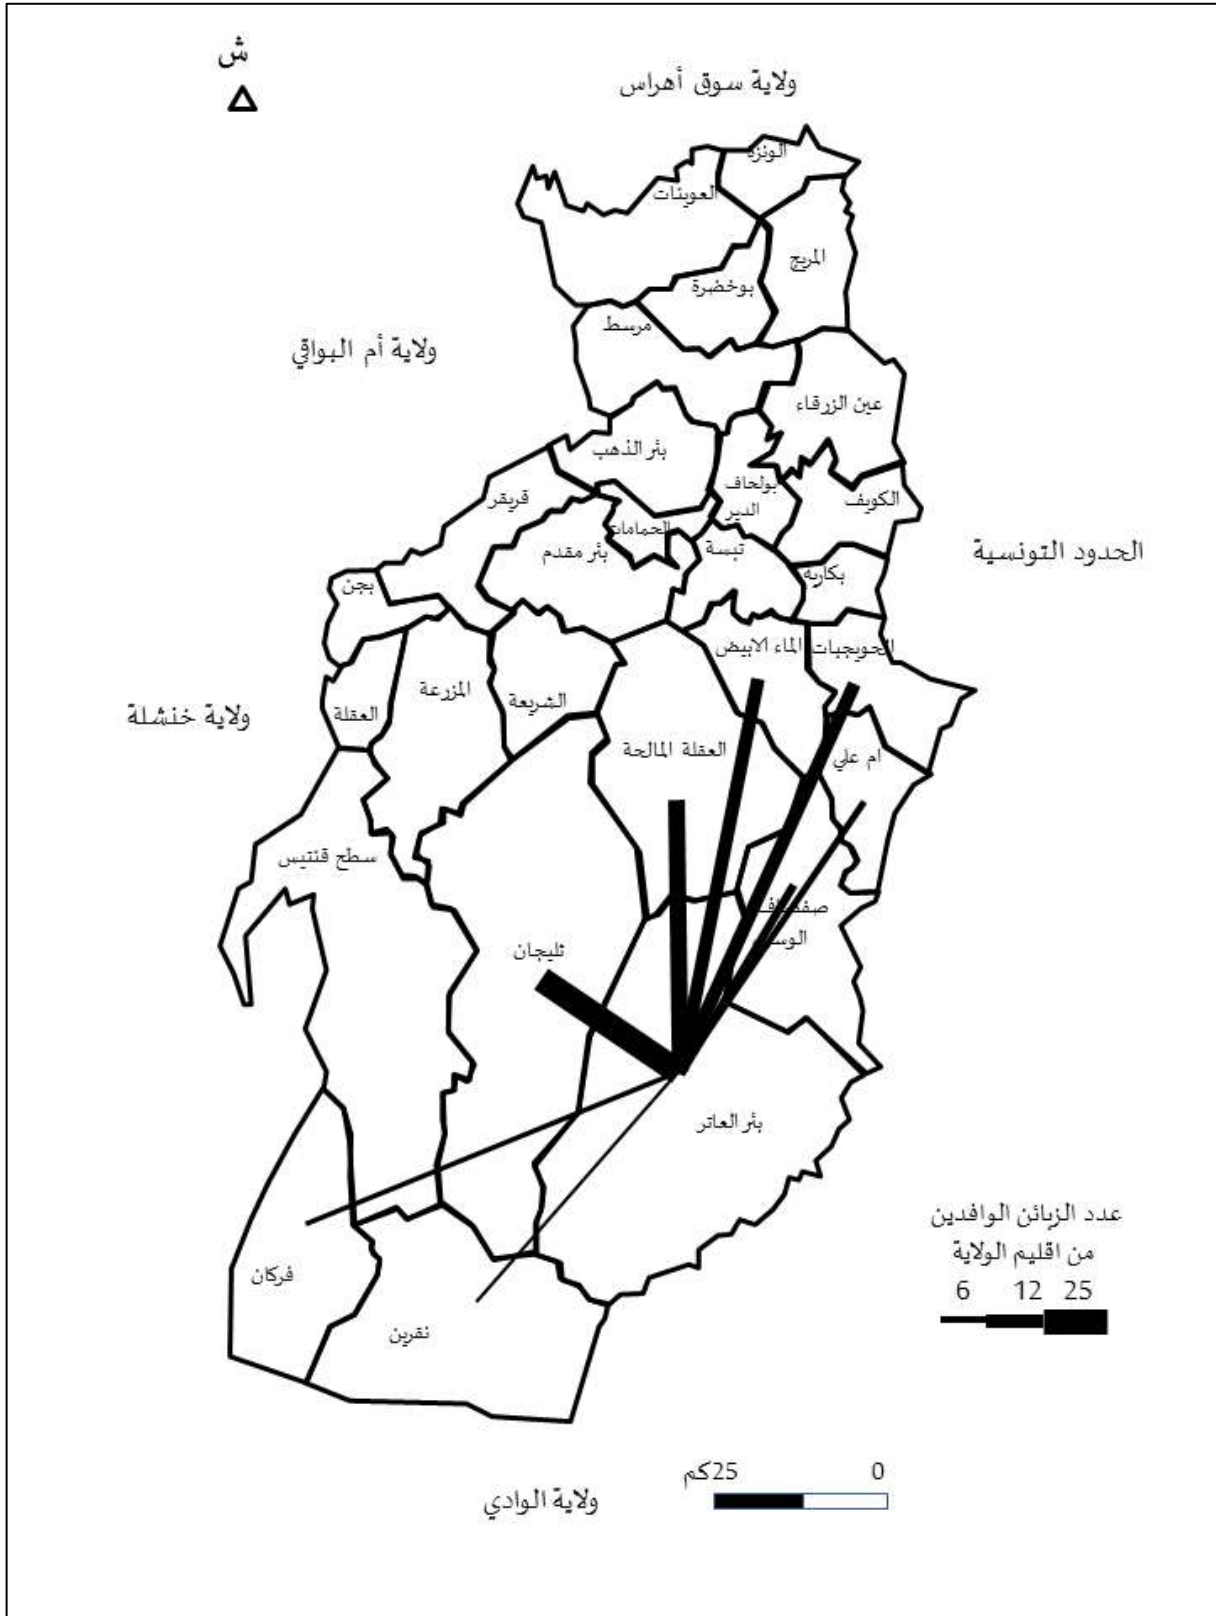 ش
ولاية سوق أهراس
الونزة
العوينات
المريج
بوخضرة
مرسط
ولاية أم البواقي
عين الزرقاء
بئر الذهب
بولحاف
الدير
الكويف
قريقر
الحمامات
تبسة
بئر مقدم
الحدود التونسية
بكارية
بجن
الماء الابيض
الحويجبات
المزرعة
الشريعة
العقلة
ولاية خنشلة
العقلة المالحة
ام علي
سطح قنتيس
صفصاف
ثليجان
بئر العاتر
عدد الزبائن الوافدين
من اقليم الولاية
6 12 25
فركان
نقرين
25كم 0
ولاية الوادي